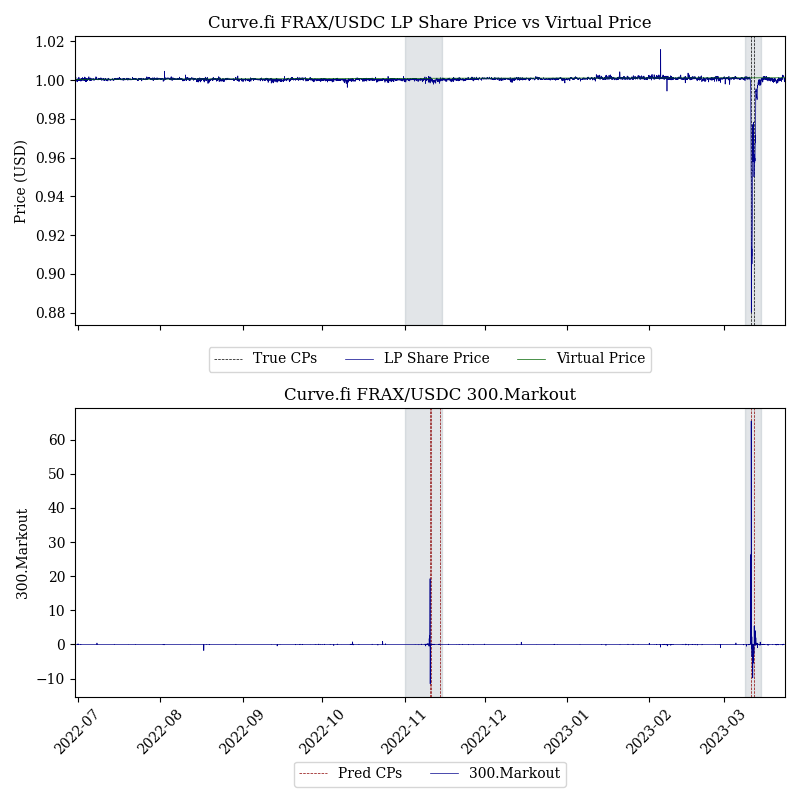 Curve.fi FRAX/USDC LP Share Price vs Virtual Price
1.02
1.00
0.98
0.96
0.94
0.92
0.90
0.88
Price (USD)
True CPs LP Share Price Virtual Price
Curve.fi FRAX/USDC 300.Markout
60
50
40
30
20
10
0
−10
300.Markout
2022-07 2022-08 2022-09 2022-10 2022-11 2022-12 2023-01 2023-02 2023-03
Pred CPs 300.Markout